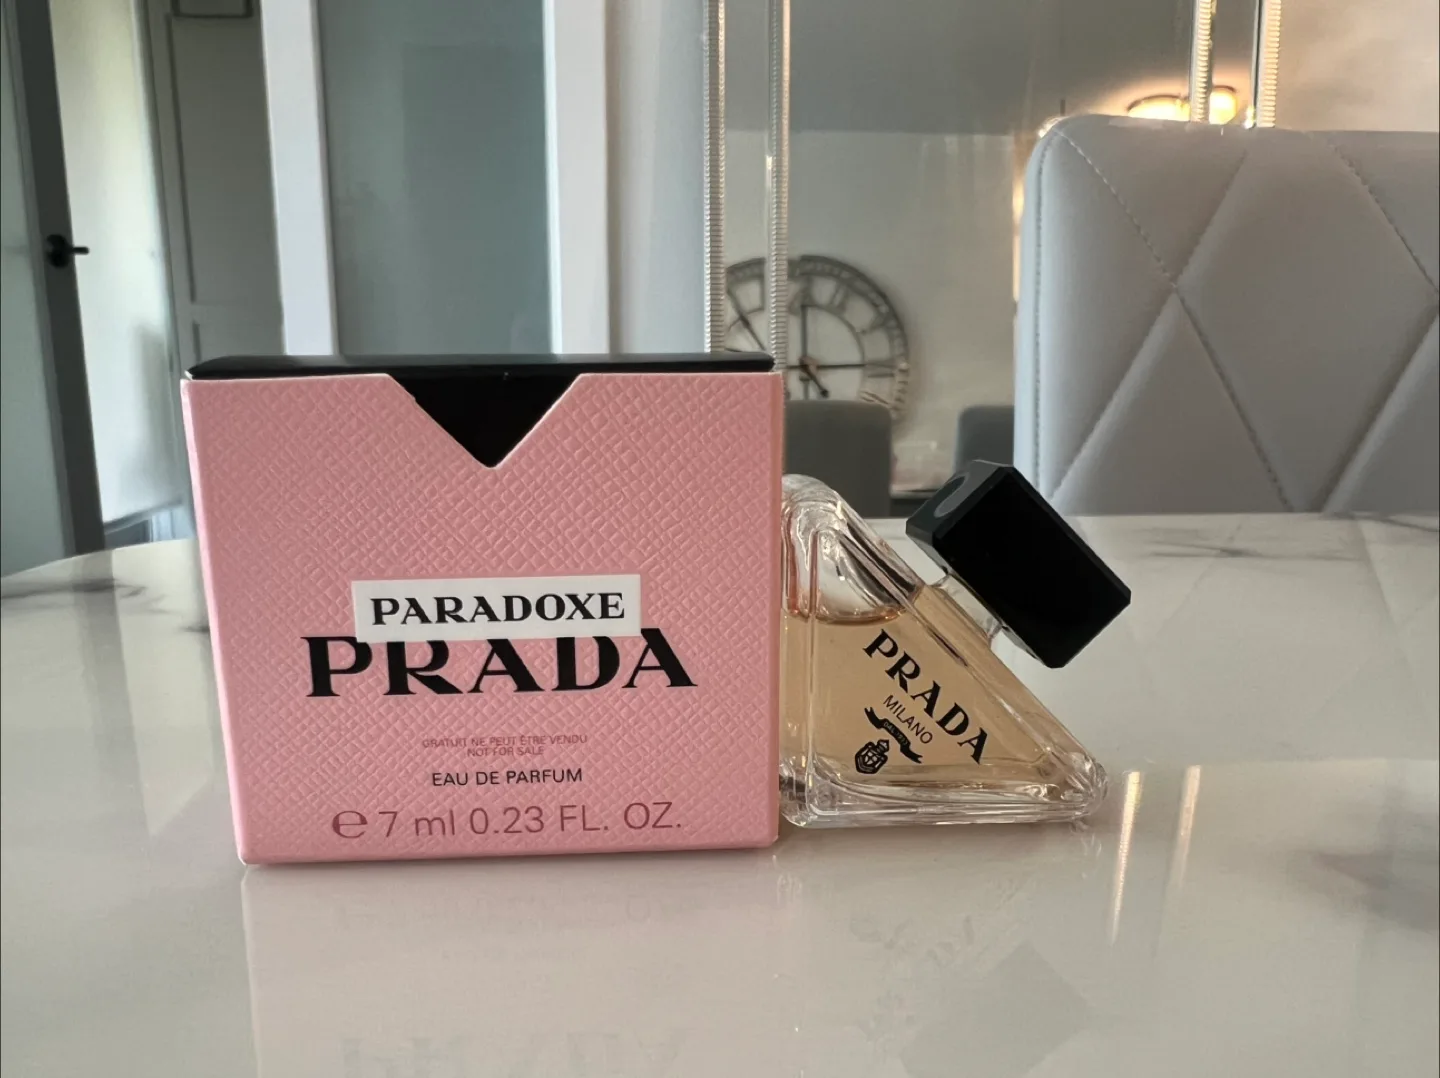 PARADOXE
PRADA
GRATUIT NE PEUT ÊTRE VENDU
NOT FOR SALE
EAU DE PARFUM
℮ 7 ml 0.23 FL. OZ.
PRADA
MILANO